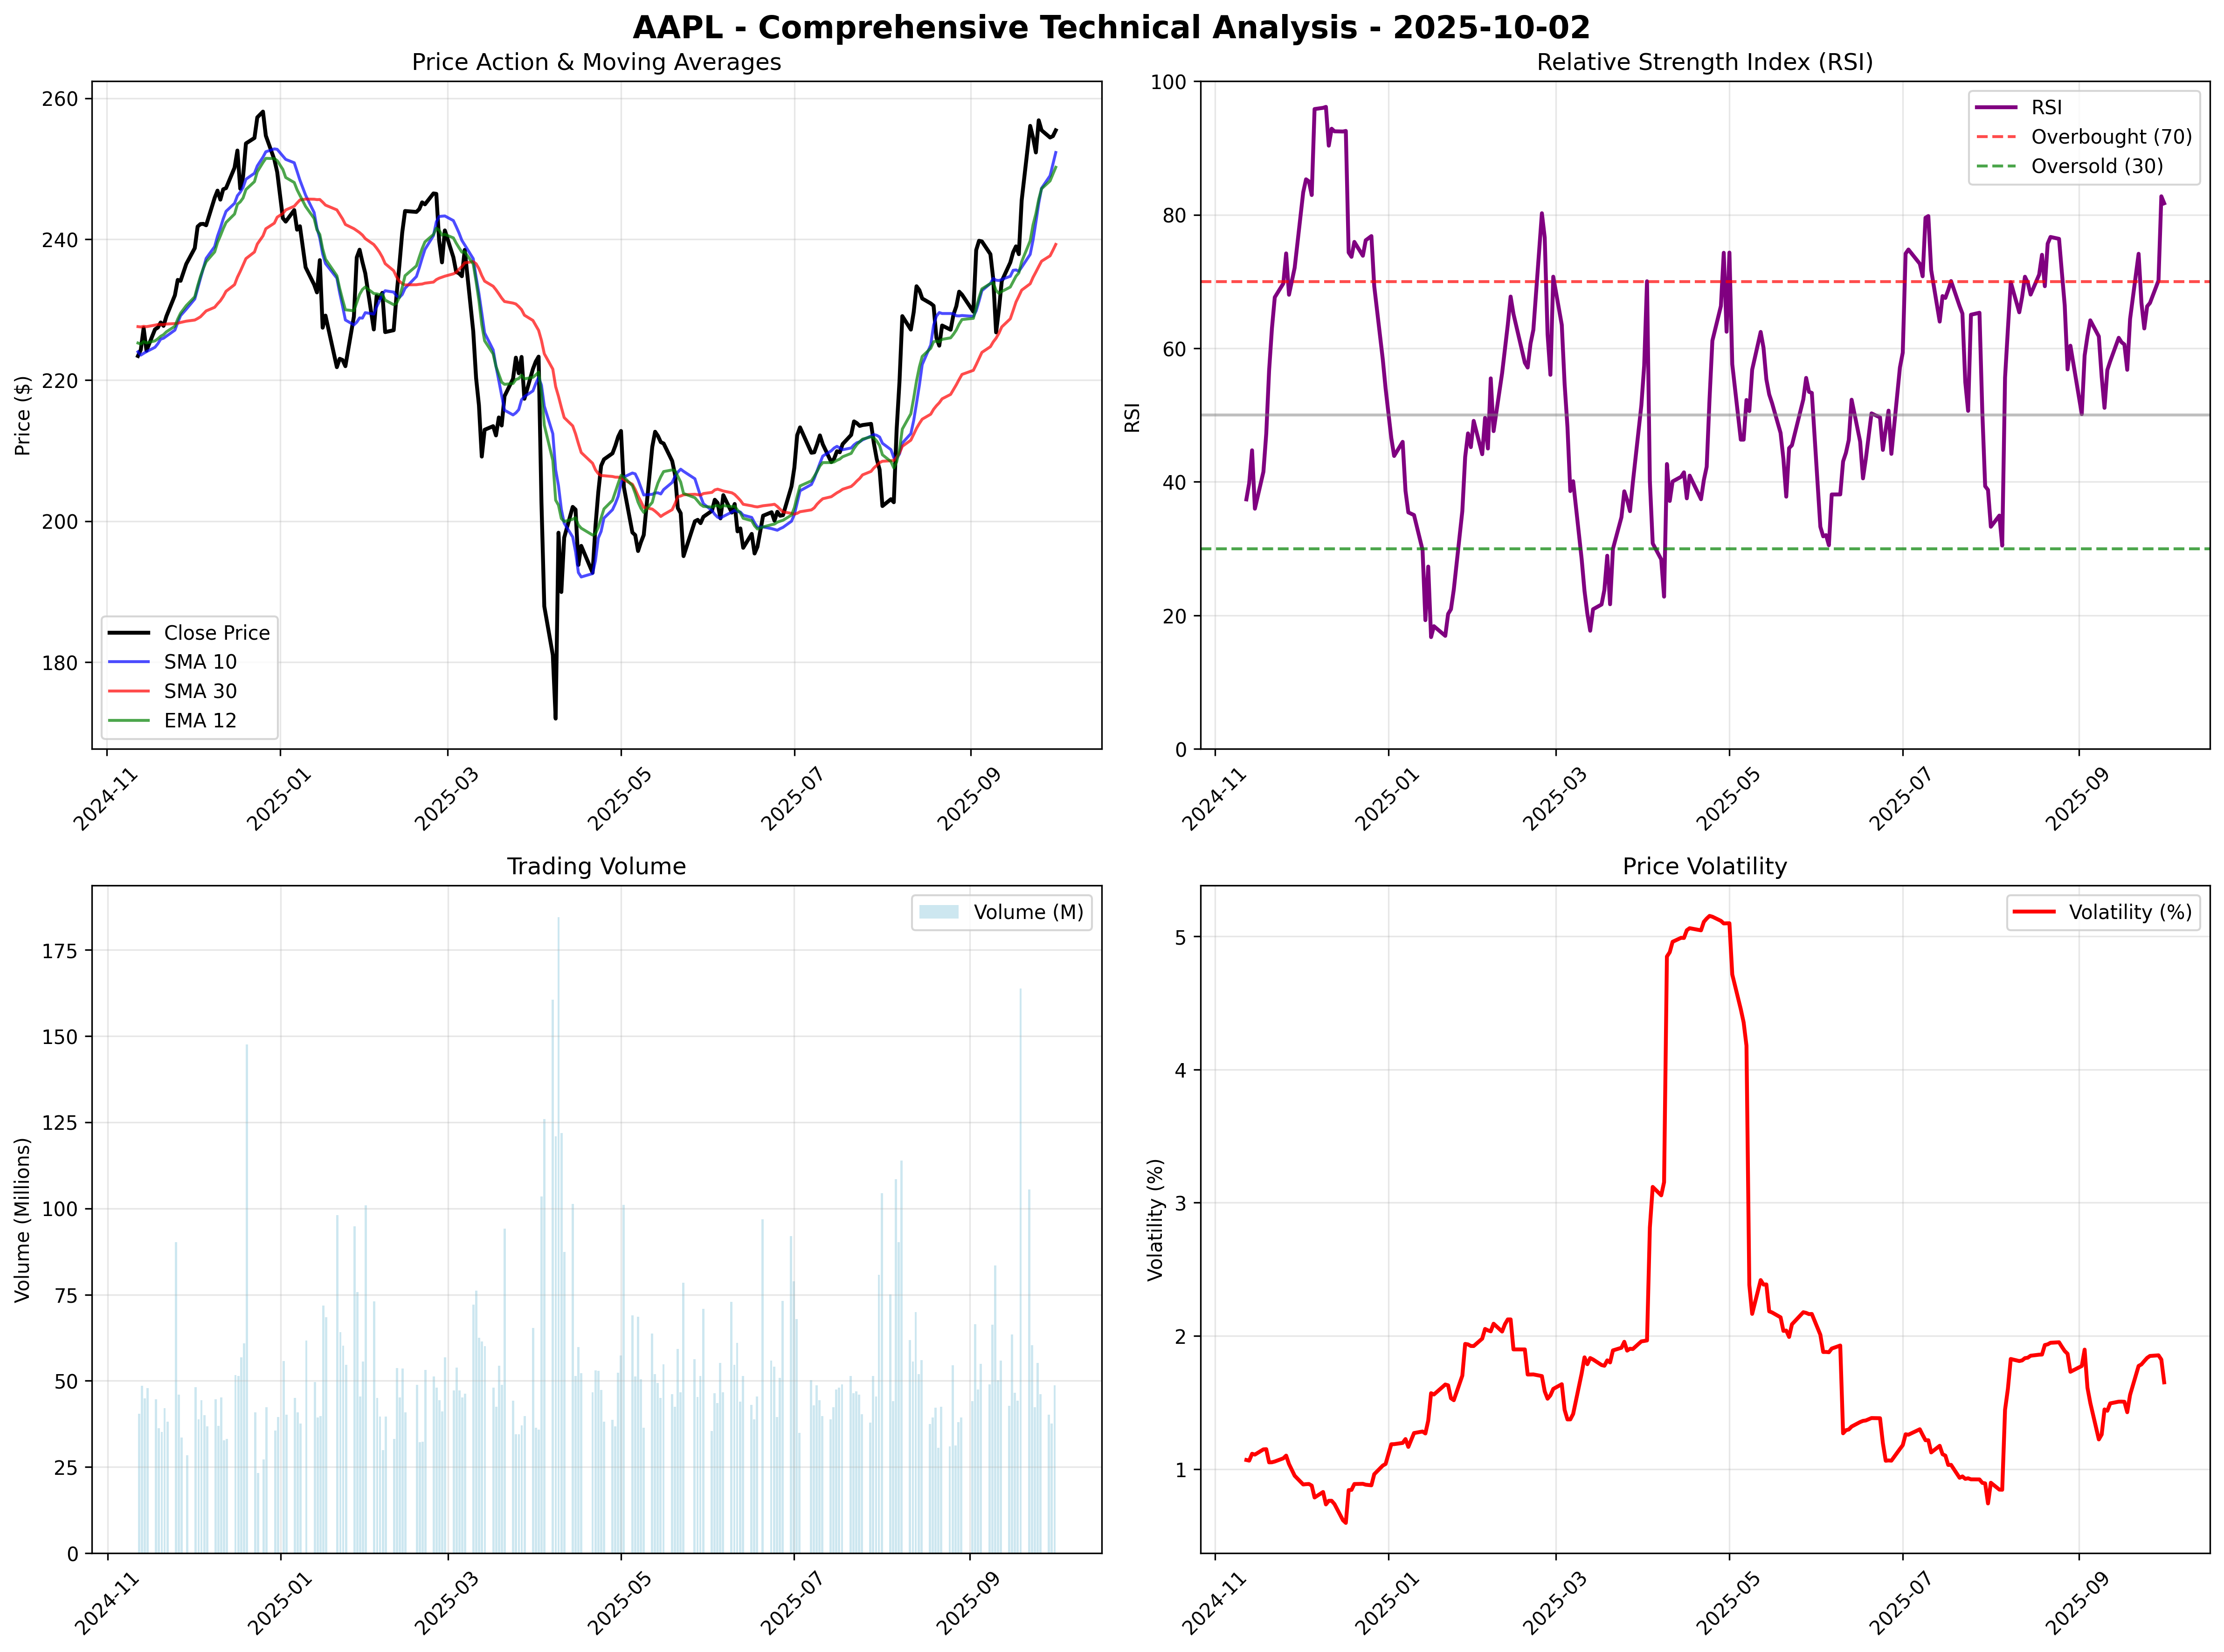 AAPL - Comprehensive Technical Analysis - 2025-10-02
Price Action & Moving Averages
260
240
220
200
180
Price ($)
Close Price
SMA 10
SMA 30
EMA 12
2024-11
2025-01
2025-03
2025-05
2025-07
2025-09
Relative Strength Index (RSI)
100
80
60
40
20
0
RSI
RSI
Overbought (70)
Oversold (30)
2024-11
2025-01
2025-03
2025-05
2025-07
2025-09
Trading Volume
175
150
125
100
75
50
25
0
Volume (Millions)
Volume (M)
2024-11
2025-01
2025-03
2025-05
2025-07
2025-09
Price Volatility
5
4
3
2
1
Volatility (%)
Volatility (%)
2024-11
2025-01
2025-03
2025-05
2025-07
2025-09